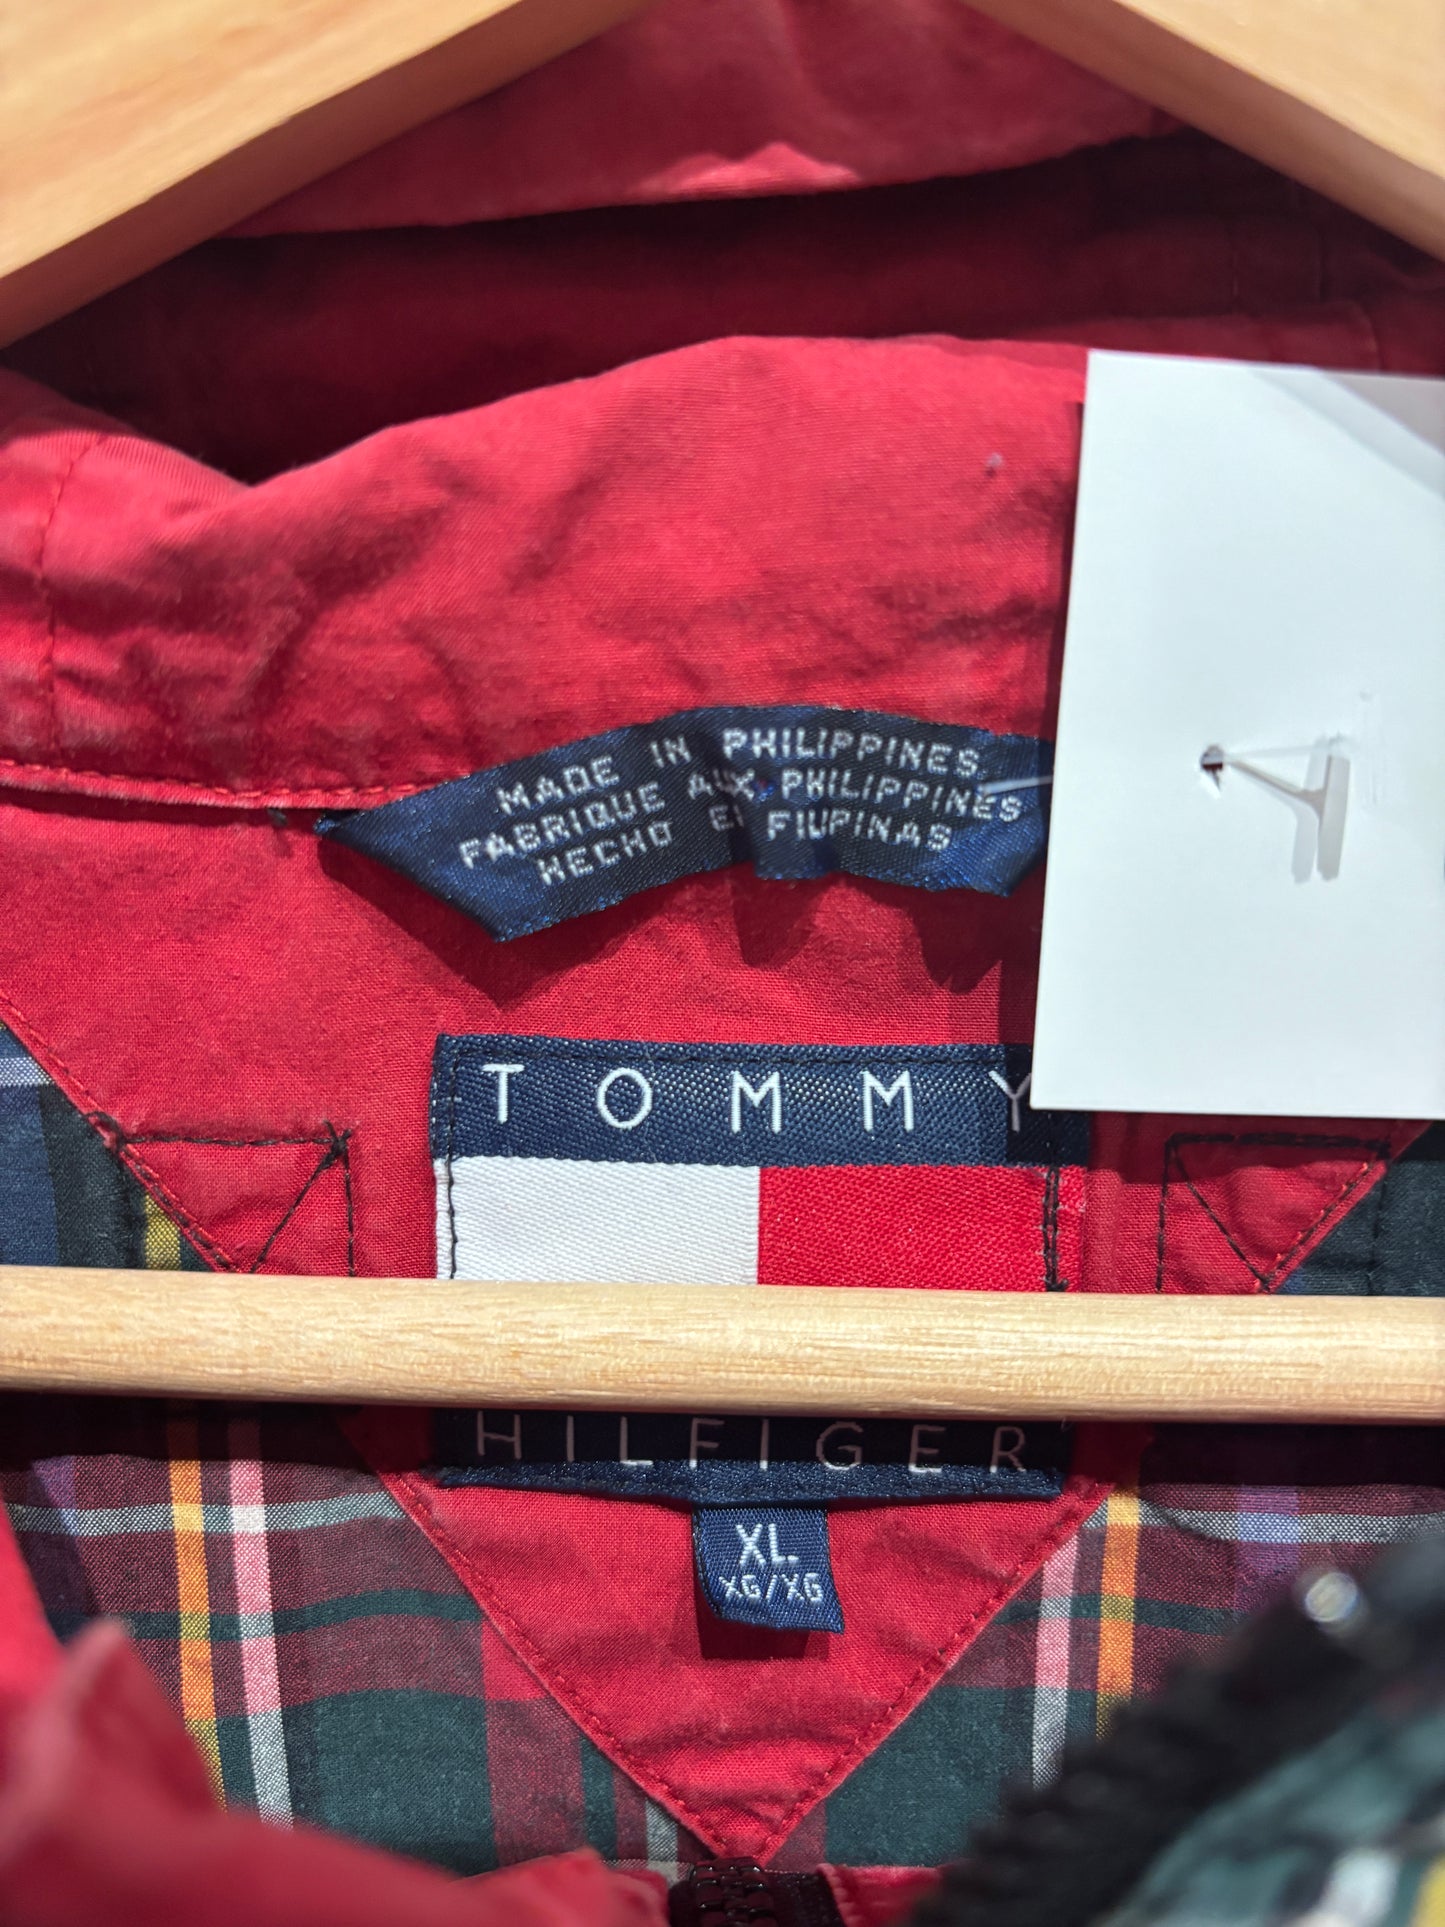 MADE IN PHILIPPINES
FABRIQUE AUX PHILIPPINES
HECHO EN FILIPINAS
TOMMY
HILFIGER
XL
XG/XG